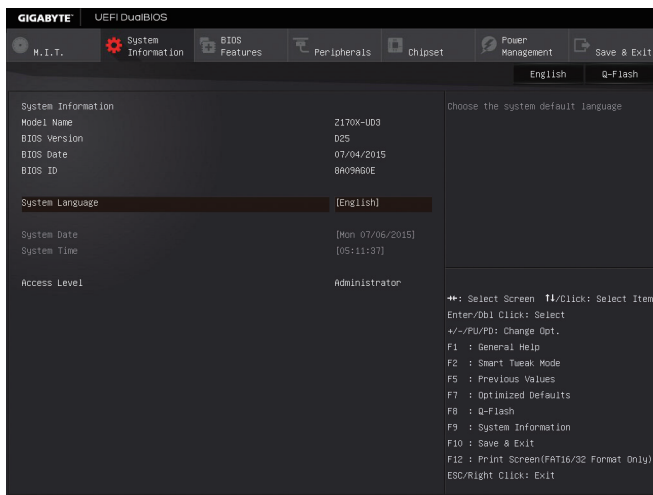 GIGABYTE™ UEFI DualBIOS
M.I.T. System Information BIOS Features Peripherals Chipset Power Management Save & Exit
English Q-Flash
System Information
Model Name Z170X-UD3
BIOS Version D25
BIOS Date 07/04/2015
BIOS ID 8A09AG0E
System Language [English]
System Date [Mon 07/06/2015]
System Time [05:11:37]
Access Level Administrator
Choose the system default language
→←: Select Screen ↑↓/Click: Select Item
Enter/Dbl Click: Select
+/-/PU/PD: Change Opt.
F1 : General Help
F2 : Smart Tweak Mode
F5 : Previous Values
F7 : Optimized Defaults
F8 : Q-Flash
F9 : System Information
F10 : Save & Exit
F12 : Print Screen(FAT16/32 Format Only)
ESC/Right Click: Exit